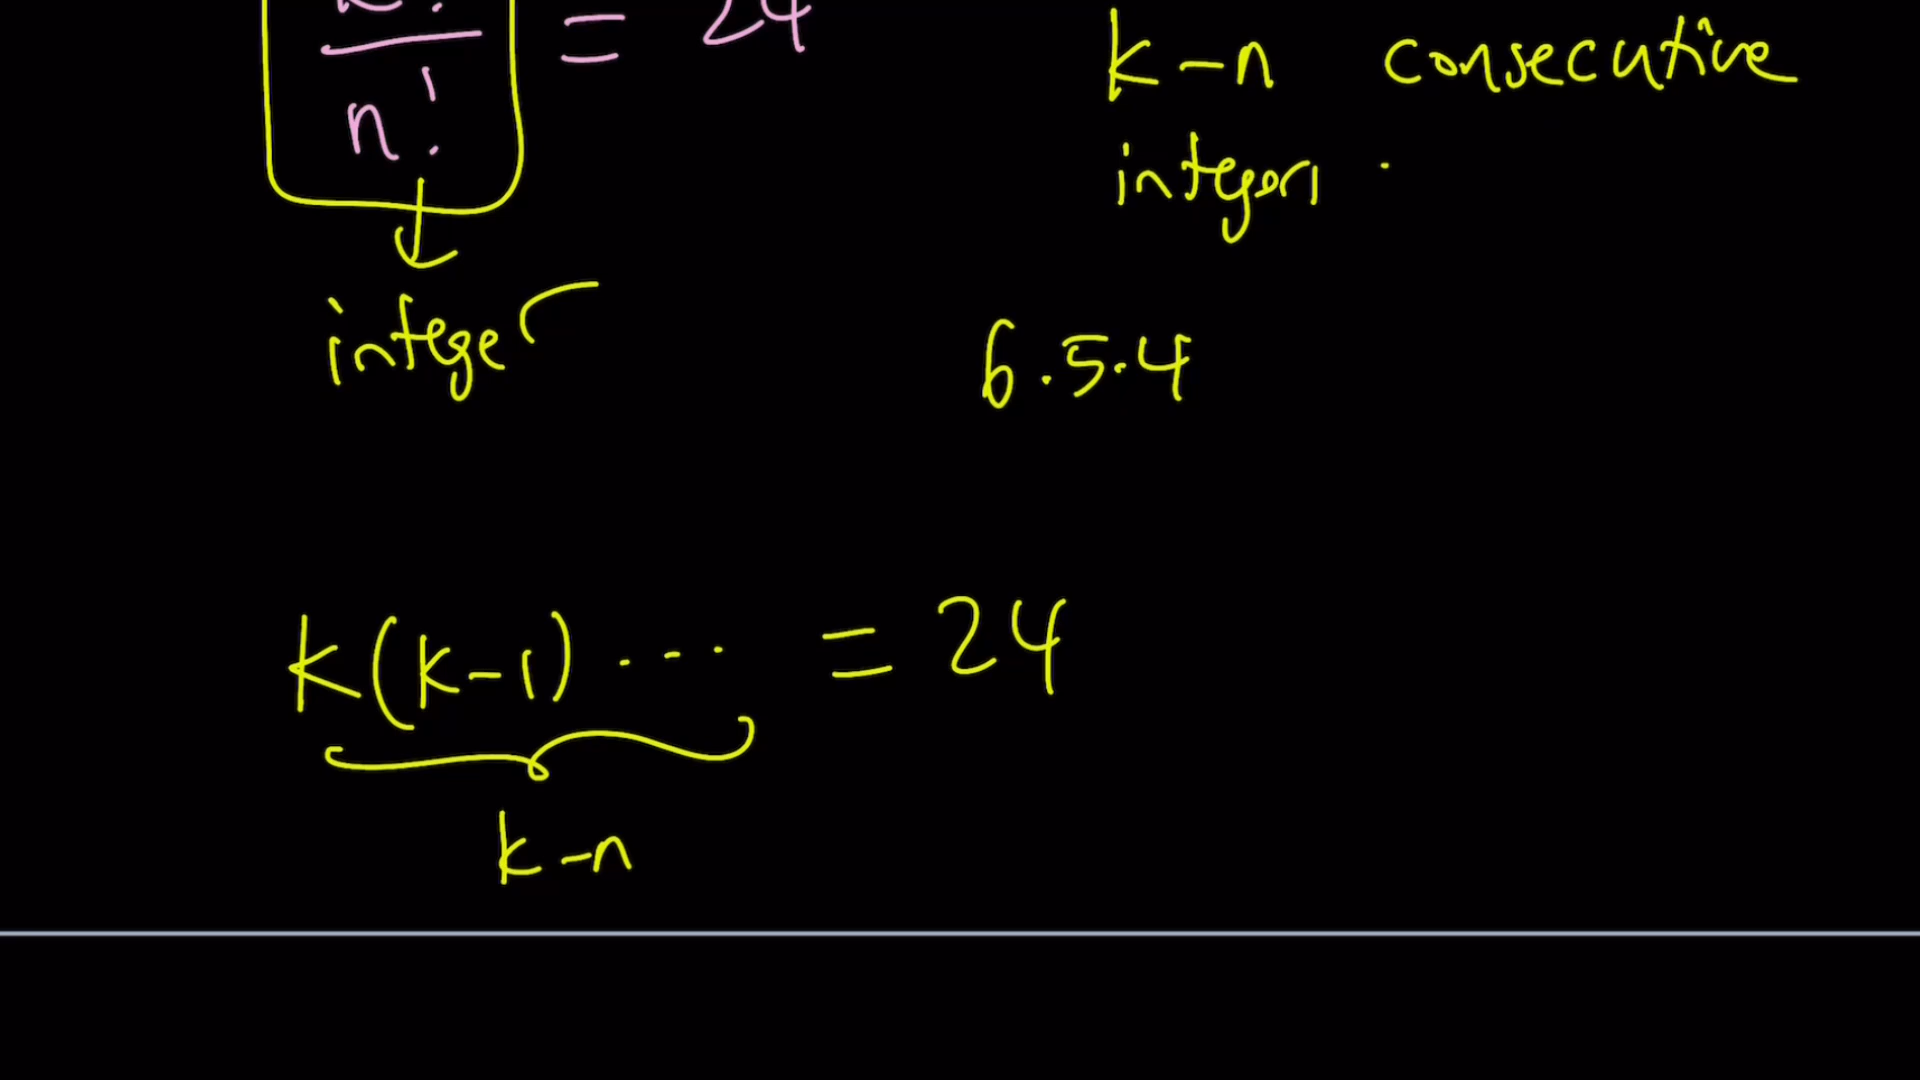 k!
n! = 24
k-n consecutive
integers .
integer
6.5.4
k(k-1)... = 24
k-n